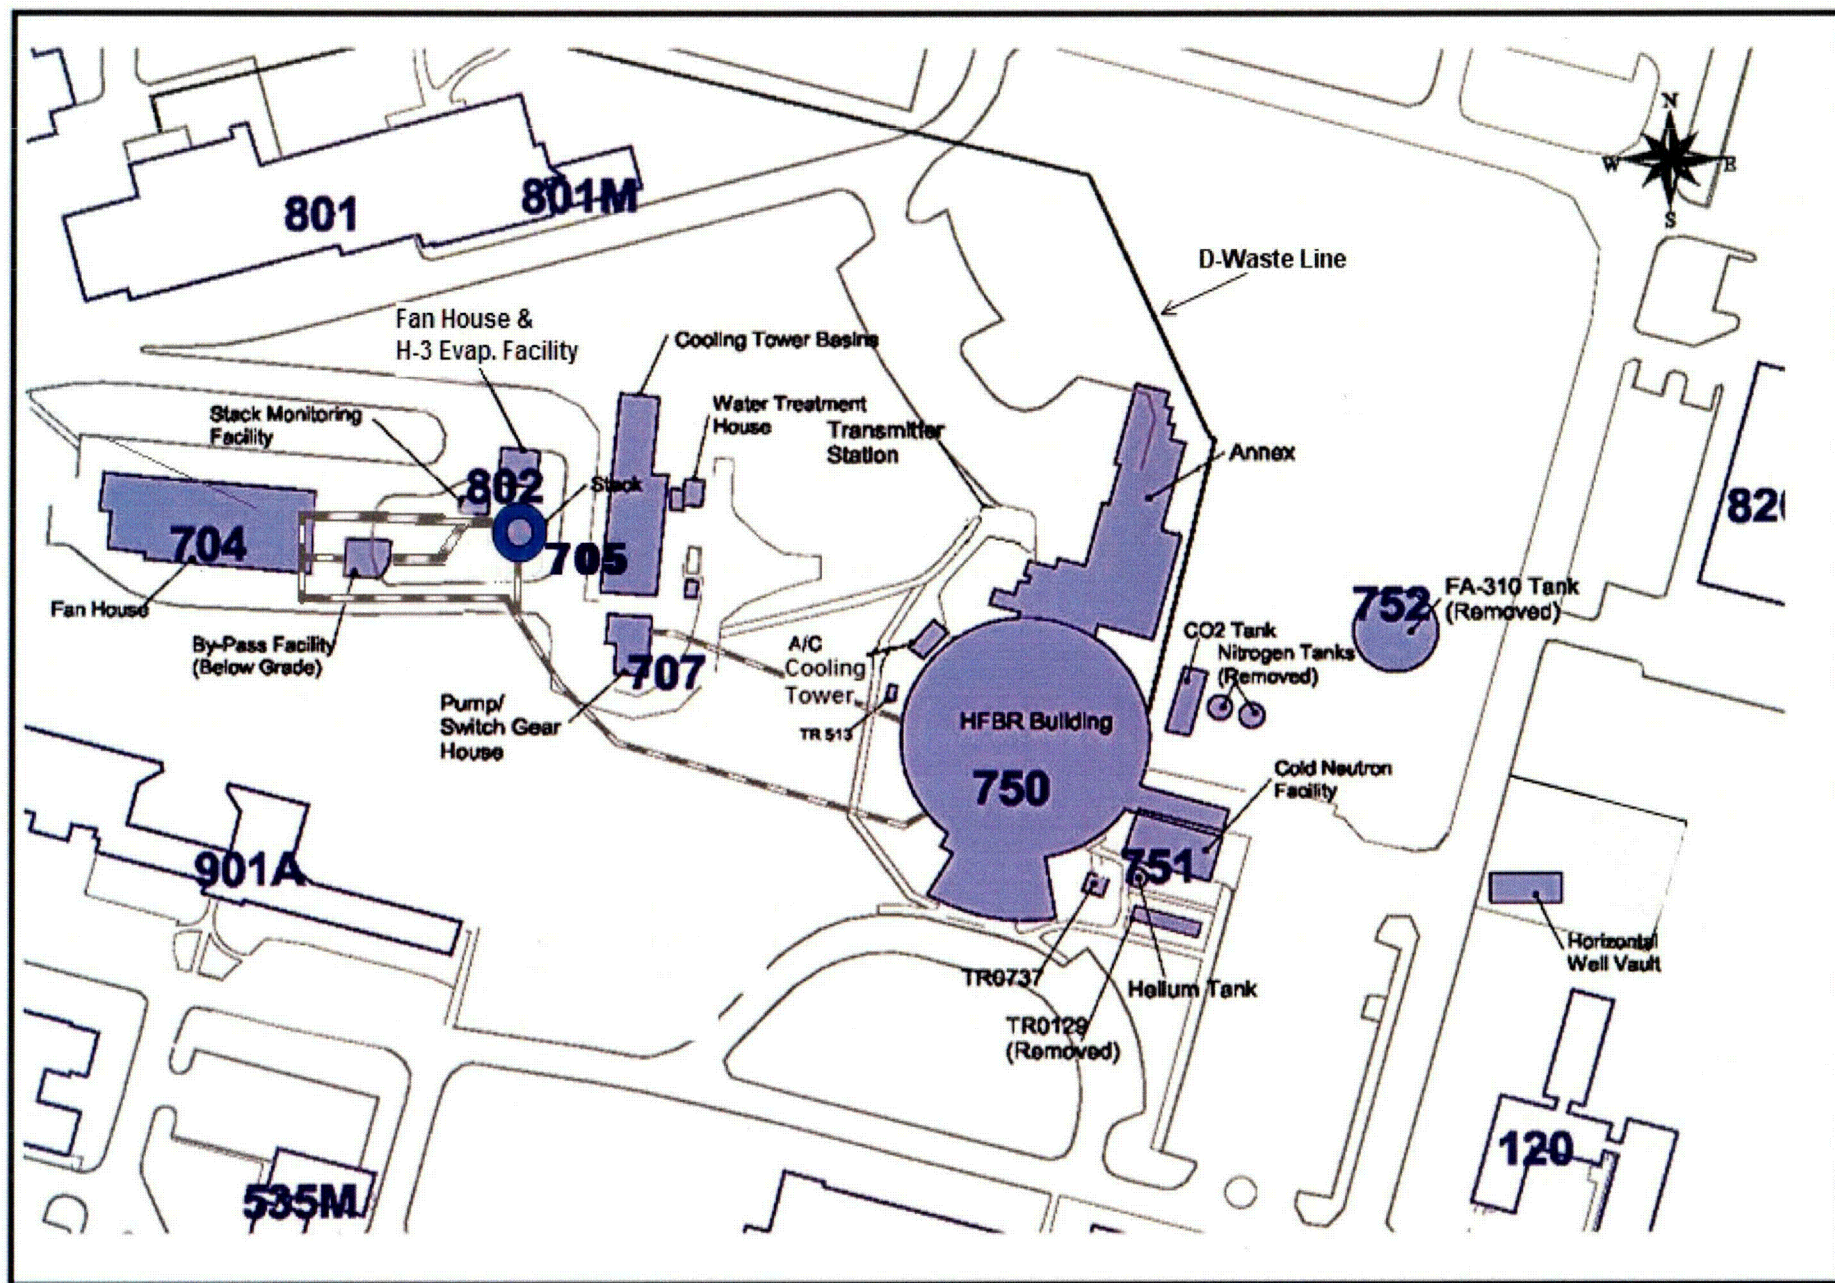 N
W E
S
801
801M
D-Waste Line
Fan House &
H-3 Evap. Facility
Cooling Tower Basins
Stack Monitoring
Facility
Water Treatment
House
Transmitter
Station
Annex
802
Stack
704
705
820
Fan House
By-Pass Facility
(Below Grade)
707
Pump/
Switch Gear
House
A/C
Cooling
Tower
TR 513
HFBR Building
750
CO2 Tank
Nitrogen Tanks
(Removed)
752
FA-310 Tank
(Removed)
Cold Neutron
Facility
751
901A
Horizontal
Well Vault
TR0737
Helium Tank
TR0129
(Removed)
120
535M